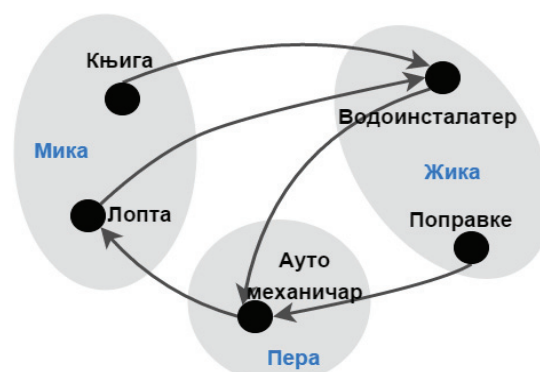 Књига
Мика
Лопта
Водоинсталатер
Жика
Поправке
Ауто
механичар
Пера